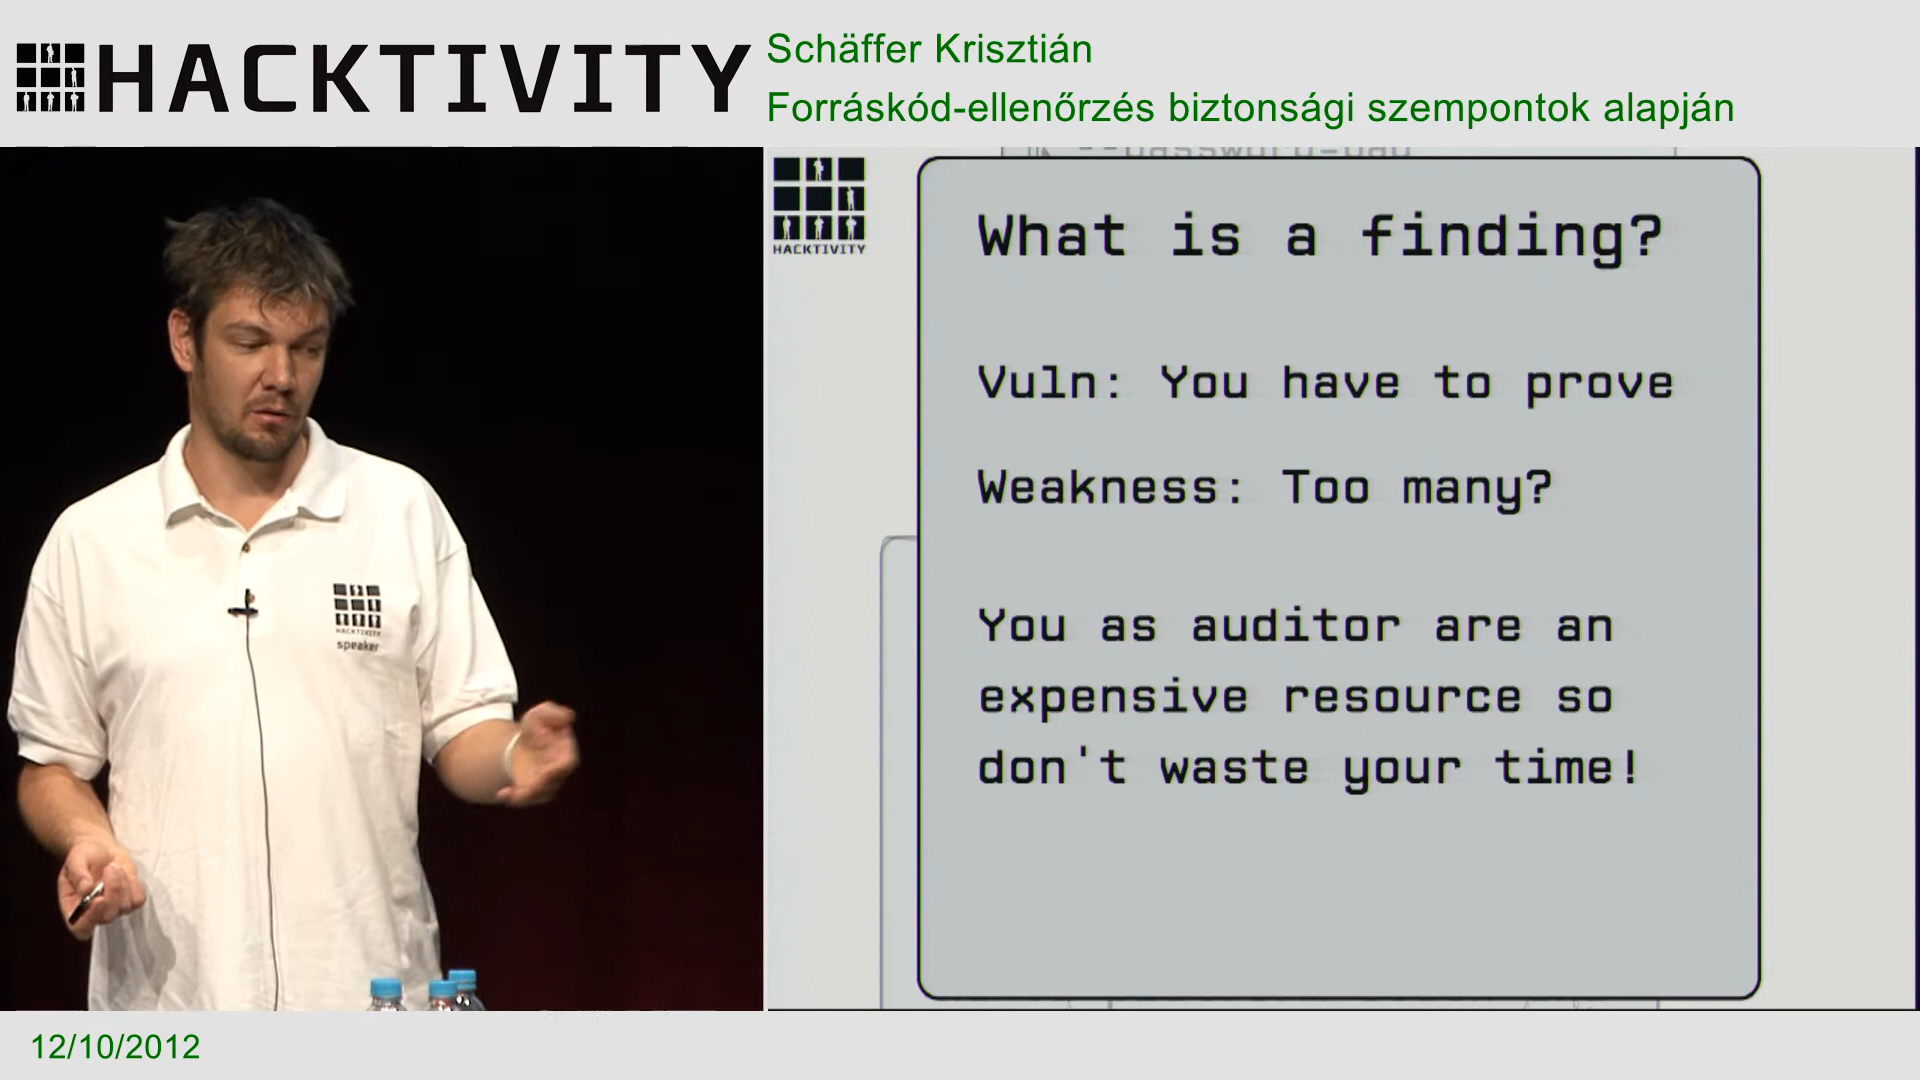 HACKTIVITY
Schäffer Krisztián
Forráskód-ellenőrzés biztonsági szempontok alapján
HACKTIVITY
What is a finding?
Vuln: You have to prove
Weakness: Too many?
You as auditor are an
expensive resource so
don't waste your time!
HACKTIVITY
speaker
12/10/2012